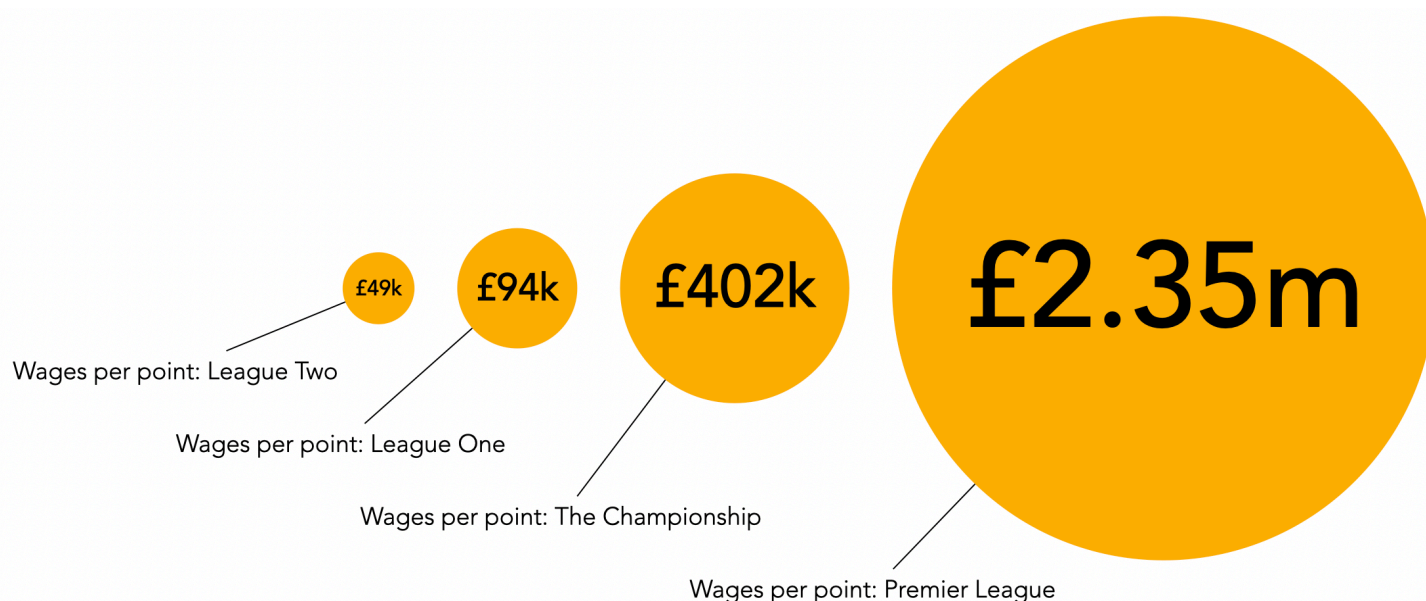 £49k
£94k
£402k
£2.35m
Wages per point: League Two
Wages per point: League One
Wages per point: The Championship
Wages per point: Premier League